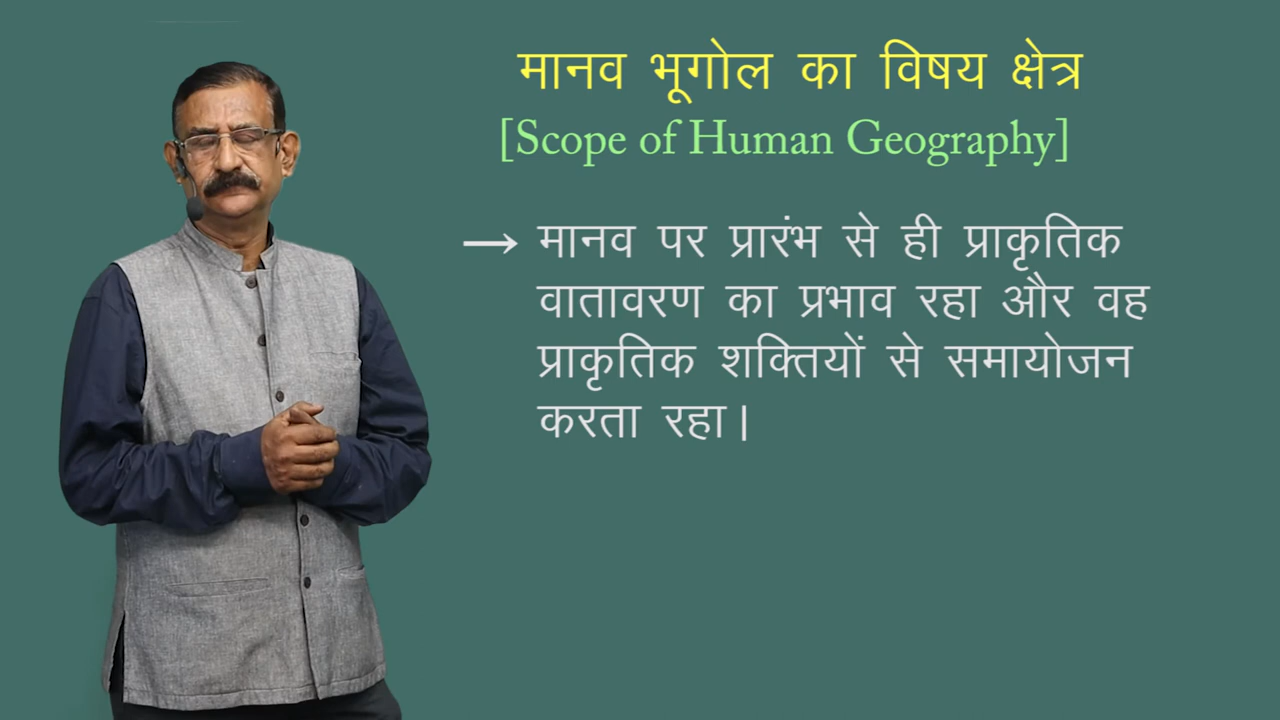 मानव भूगोल का विषय क्षेत्र
[Scope of Human Geography]
→ मानव पर प्रारंभ से ही प्राकृतिक
वातावरण का प्रभाव रहा और वह
प्राकृतिक शक्तियों से समायोजन
करता रहा।